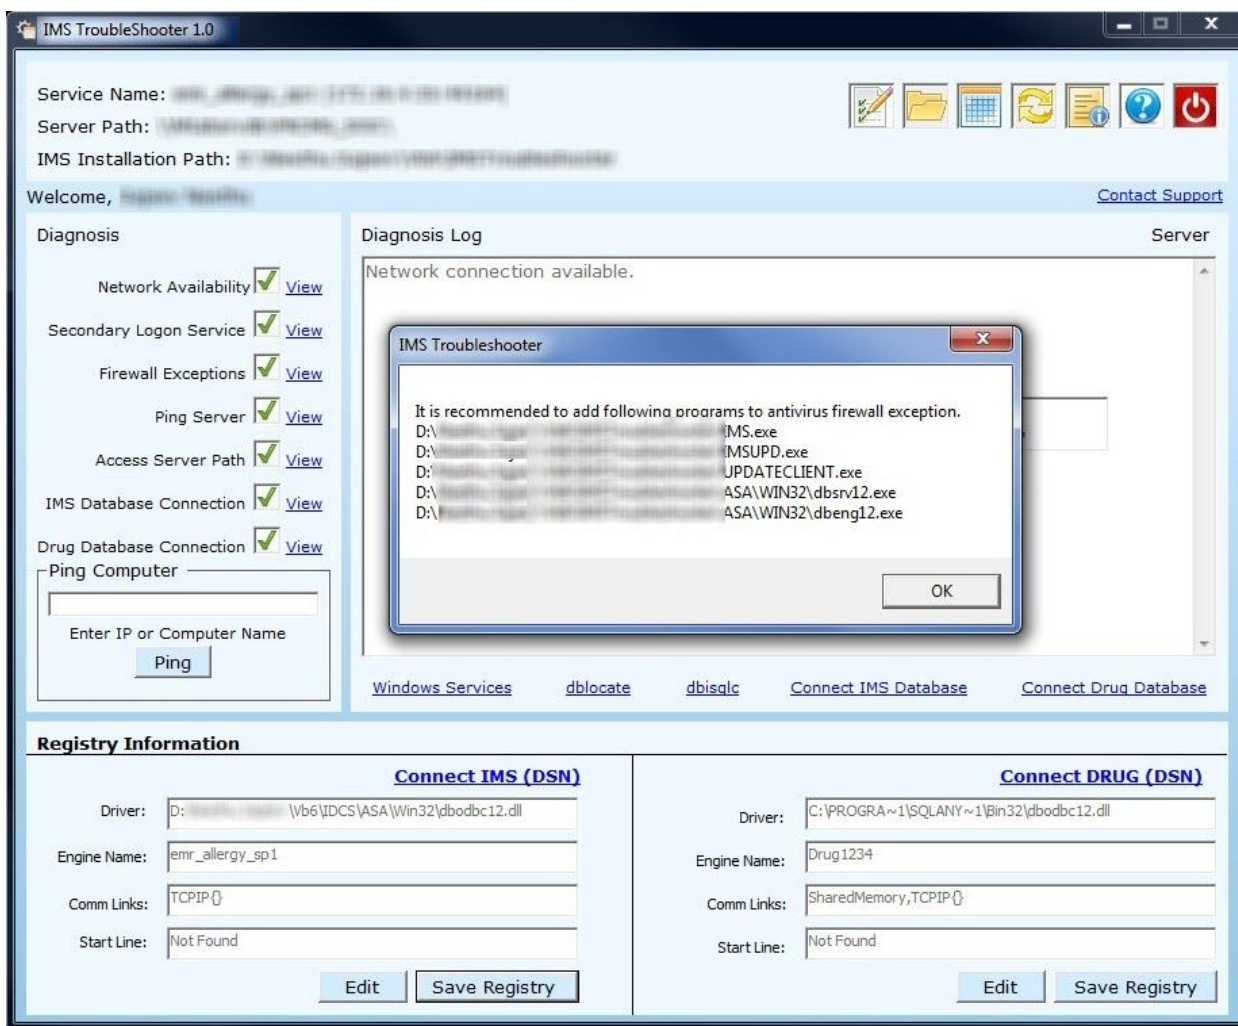 IMS TroubleShooter 1.0
Service Name:
Server Path:
IMS Installation Path:
Welcome,
Contact Support
Diagnosis
Network Availability View
Secondary Logon Service View
Firewall Exceptions View
Ping Server View
Access Server Path View
IMS Database Connection View
Drug Database Connection View
Ping Computer
Enter IP or Computer Name
Ping
Diagnosis Log
Server
Network connection available.
IMS Troubleshooter
It is recommended to add following programs to antivirus firewall exception.
D:\ IMS.exe
D:\ IMSUPD.exe
D:\ UPDATECLIENT.exe
D:\ ASA\WIN32\dbsrv12.exe
D:\ ASA\WIN32\dbeng12.exe
OK
Windows Services dblocate dbisqlc Connect IMS Database Connect Drug Database
Registry Information
Connect IMS (DSN)
Driver: D: \Vb6\IDCS\ASA\Win32\dbodbc12.dll
Engine Name: emr_allergy_sp1
Comm Links: TCPIP{}
Start Line: Not Found
Edit Save Registry
Connect DRUG (DSN)
Driver: C:\PROGRA~1\SQLANY~1\Bin32\dbodbc12.dll
Engine Name: Drug1234
Comm Links: SharedMemory,TCPIP{}
Start Line: Not Found
Edit Save Registry